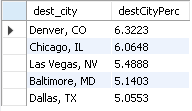 dest_city destCityPerc
Denver, CO 6.3223
Chicago, IL 6.0648
Las Vegas, NV 5.4888
Baltimore, MD 5.1403
Dallas, TX 5.0553